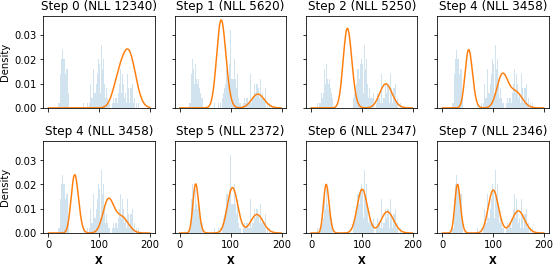 Step 0 (NLL 12340) Step 1 (NLL 5620) Step 2 (NLL 5250) Step 4 (NLL 3458)
Density
0.03
0.02
0.01
0.00
Step 4 (NLL 3458) Step 5 (NLL 2372) Step 6 (NLL 2347) Step 7 (NLL 2346)
Density
0.03
0.02
0.01
0.00
0 100 200 0 100 200 0 100 200 0 100 200
X X X X